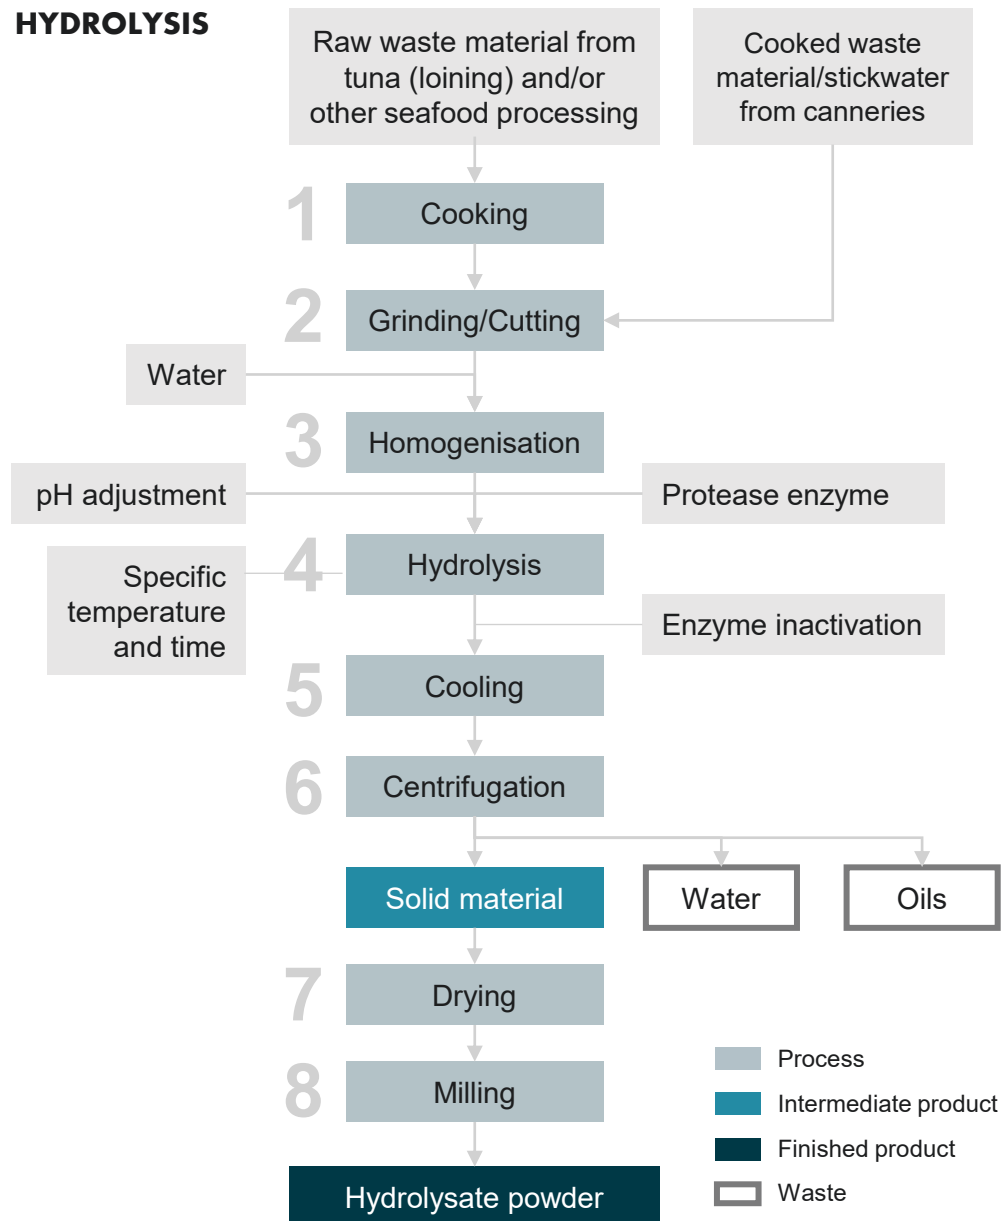 HYDROLYSIS
Raw waste material from
tuna (loining) and/or
other seafood processing
Cooked waste
material/stickwater
from canneries
1
Cooking
2
Grinding/Cutting
Water
3
Homogenisation
pH adjustment
Protease enzyme
4
Hydrolysis
Specific
temperature
and time
Enzyme inactivation
5
Cooling
6
Centrifugation
Solid material
Water
Oils
7
Drying
8
Milling
Hydrolysate powder
Process
Intermediate product
Finished product
Waste